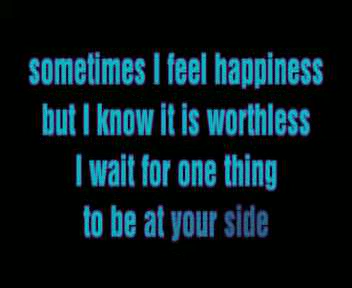 sometimes I feel happiness
but I know it is worthless
I wait for one thing
to be at your side